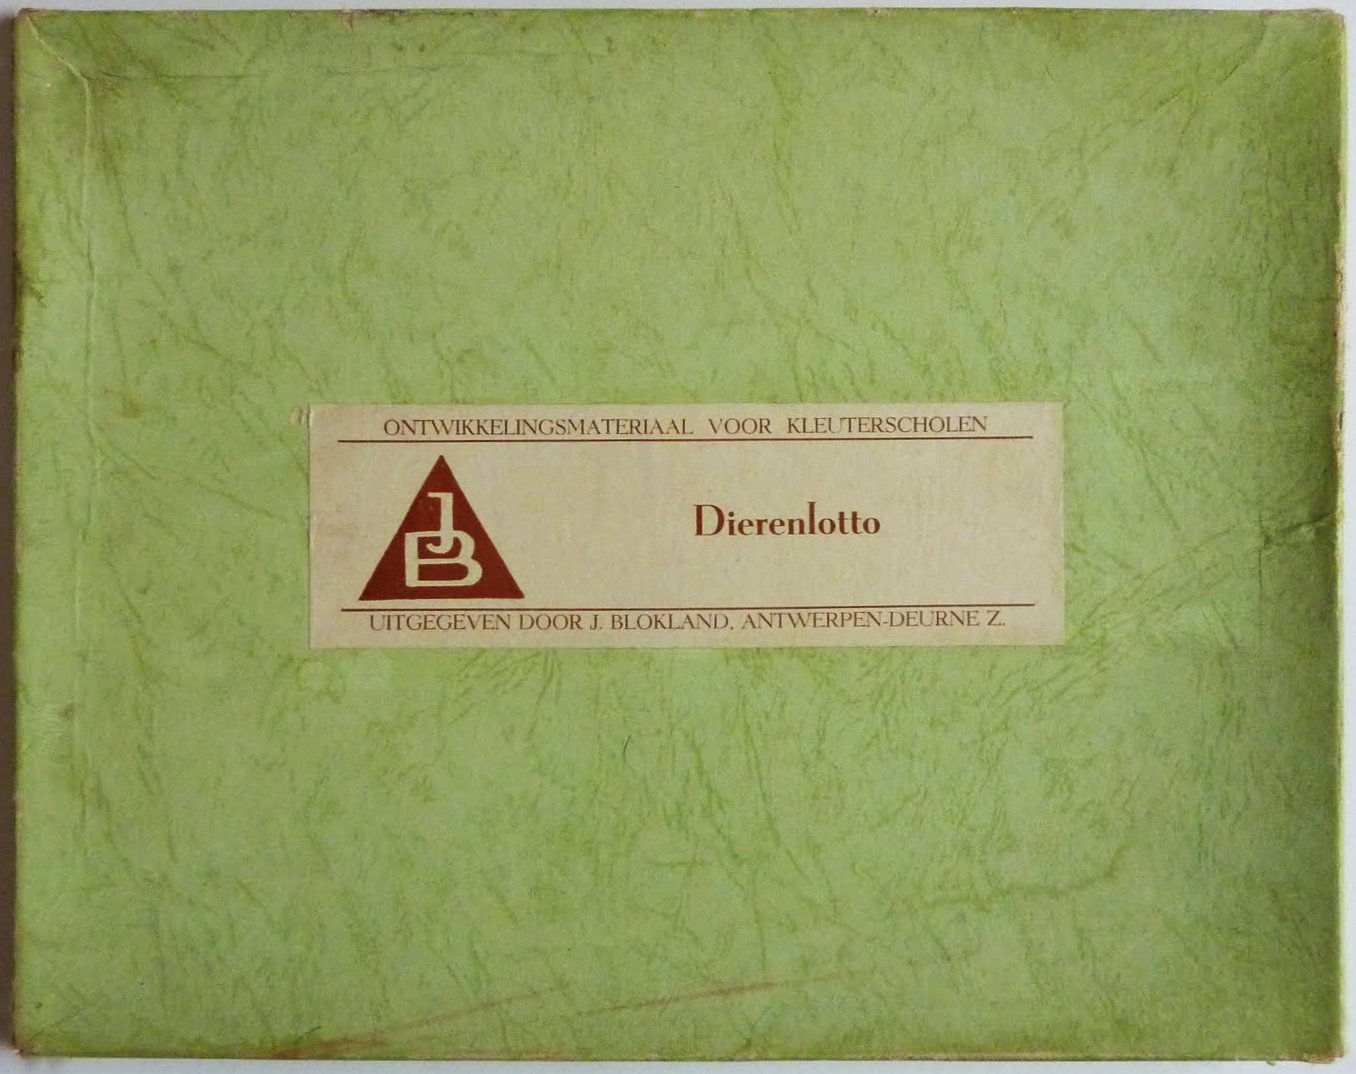 ONTWIKKELINGSMATERIAAL VOOR KLEUTERSCHOLEN
JB
Dierenlotto
UITGEGEVEN DOOR J. BLOKLAND, ANTWERPEN-DEURNE Z.